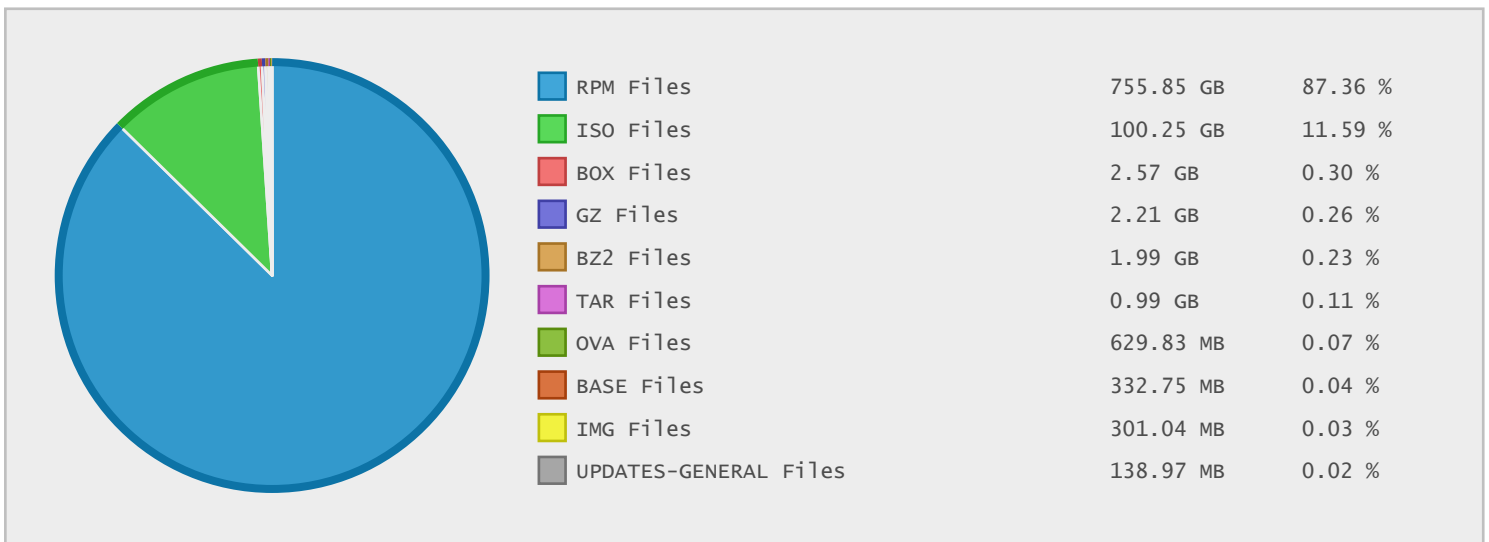 RPM Files 755.85 GB 87.36 %
ISO Files 100.25 GB 11.59 %
BOX Files 2.57 GB 0.30 %
GZ Files 2.21 GB 0.26 %
BZ2 Files 1.99 GB 0.23 %
TAR Files 0.99 GB 0.11 %
OVA Files 629.83 MB 0.07 %
BASE Files 332.75 MB 0.04 %
IMG Files 301.04 MB 0.03 %
UPDATES-GENERAL Files 138.97 MB 0.02 %